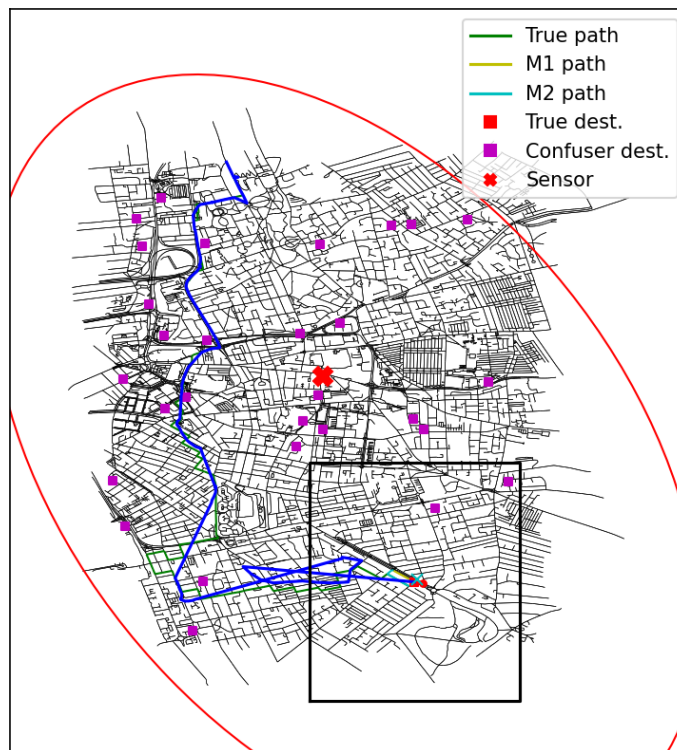 True path
M1 path
M2 path
True dest.
Confuser dest.
Sensor